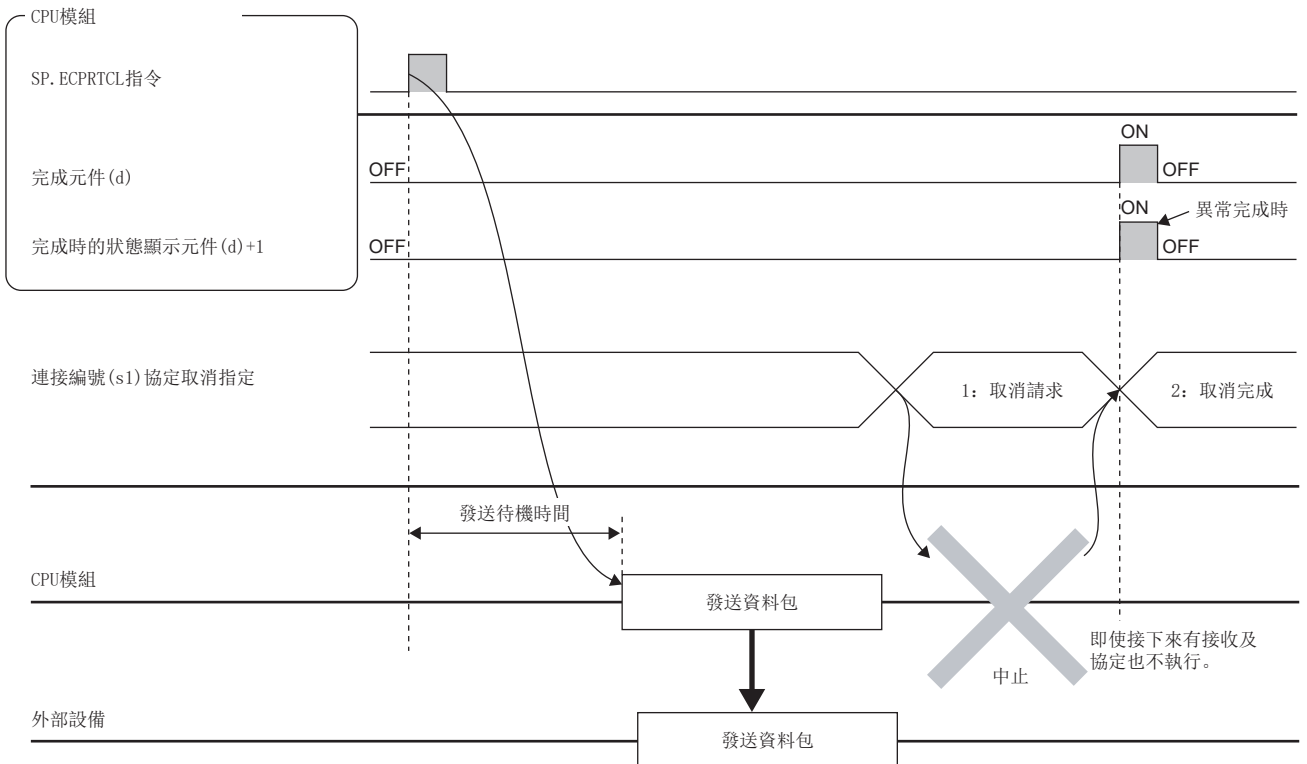 CPU模組
SP.ECPRTCL指令
ON
完成元件(d)
OFF
OFF
ON
異常完成時
完成時的狀態顯示元件(d)+1
OFF
OFF
連接編號(s1)協定取消指定
1: 取消請求
2: 取消完成
發送待機時間
CPU模組
發送資料包
即使接下來有接收及
協定也不執行。
中止
外部設備
發送資料包